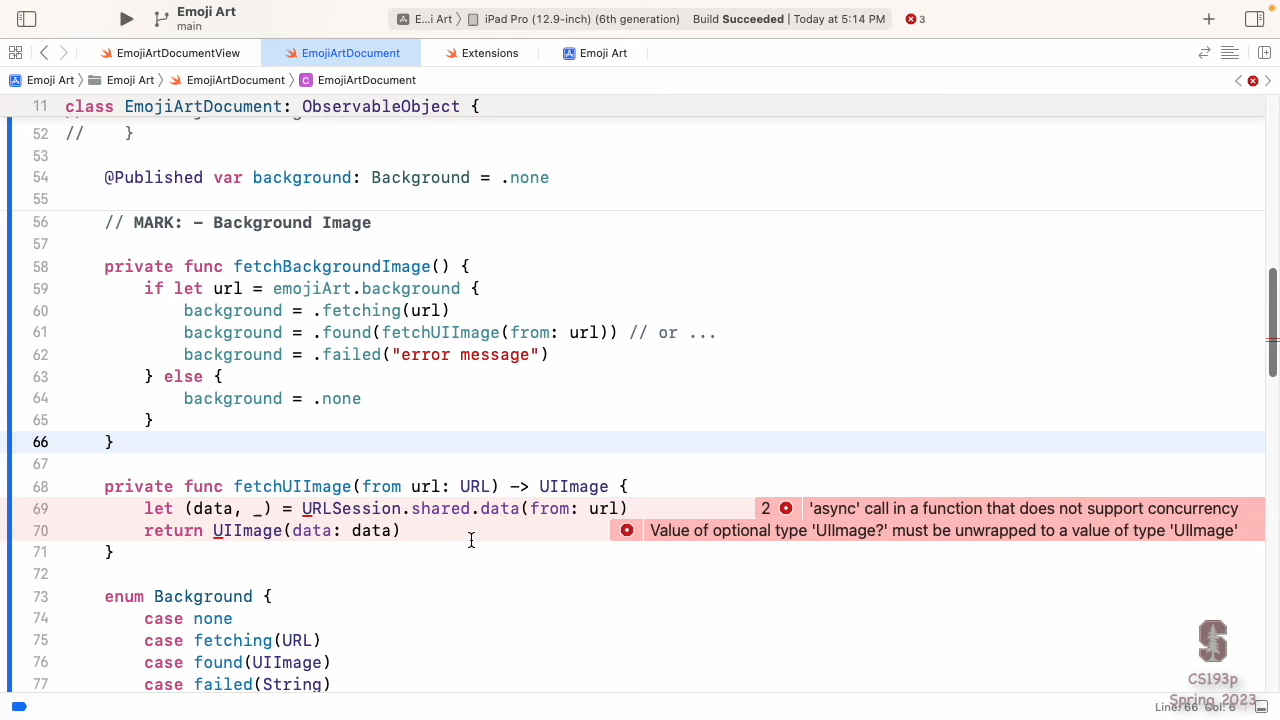 Emoji Art
main
E...i Art 〉 iPad Pro (12.9-inch) (6th generation) Build Succeeded | Today at 5:14 PM 3
EmojiArtDocumentView EmojiArtDocument Extensions Emoji Art
Emoji Art 〉 Emoji Art 〉 EmojiArtDocument 〉 C EmojiArtDocument
11 class EmojiArtDocument: ObservableObject {
52 // }
53
54 @Published var background: Background = .none
55
56 // MARK: - Background Image
57
58 private func fetchBackgroundImage() {
59 if let url = emojiArt.background {
60 background = .fetching(url)
61 background = .found(fetchUIImage(from: url)) // or ...
62 background = .failed("error message")
63 } else {
64 background = .none
65 }
66 }
67
68 private func fetchUIImage(from url: URL) -> UIImage {
69 let (data, _) = URLSession.shared.data(from: url) 2 'async' call in a function that does not support concurrency
70 return UIImage(data: data) Value of optional type 'UIImage?' must be unwrapped to a value of type 'UIImage'
71 }
72
73 enum Background {
74 case none
75 case fetching(URL)
76 case found(UIImage)
77 case failed(String)
CS193p
Spring 2023
Line: 66 Col: 6